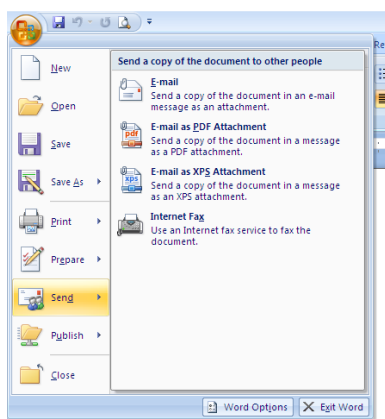 Re
New
Open
Save
Save As
Print
Prepare
Send
Publish
Close
Send a copy of the document to other people
E-mail
Send a copy of the document in an e-mail
message as an attachment.
E-mail as PDF Attachment
Send a copy of the document in a message
as a PDF attachment.
E-mail as XPS Attachment
Send a copy of the document in a message
as an XPS attachment.
Internet Fax
Use an Internet fax service to fax the
document.
Word Options
Exit Word